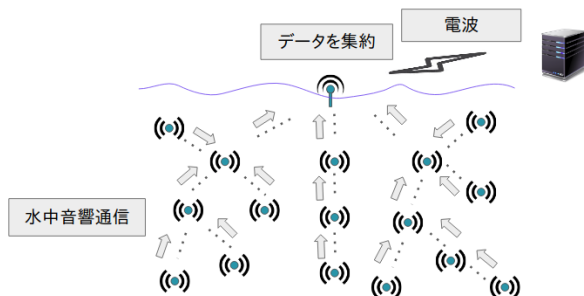 電波
データを集約
水中音響通信